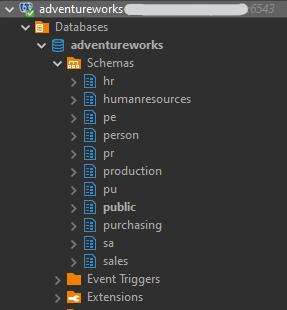 adventureworks 6543
Databases
adventureworks
Schemas
hr
humanresources
pe
person
pr
production
pu
public
purchasing
sa
sales
Event Triggers
Extensions